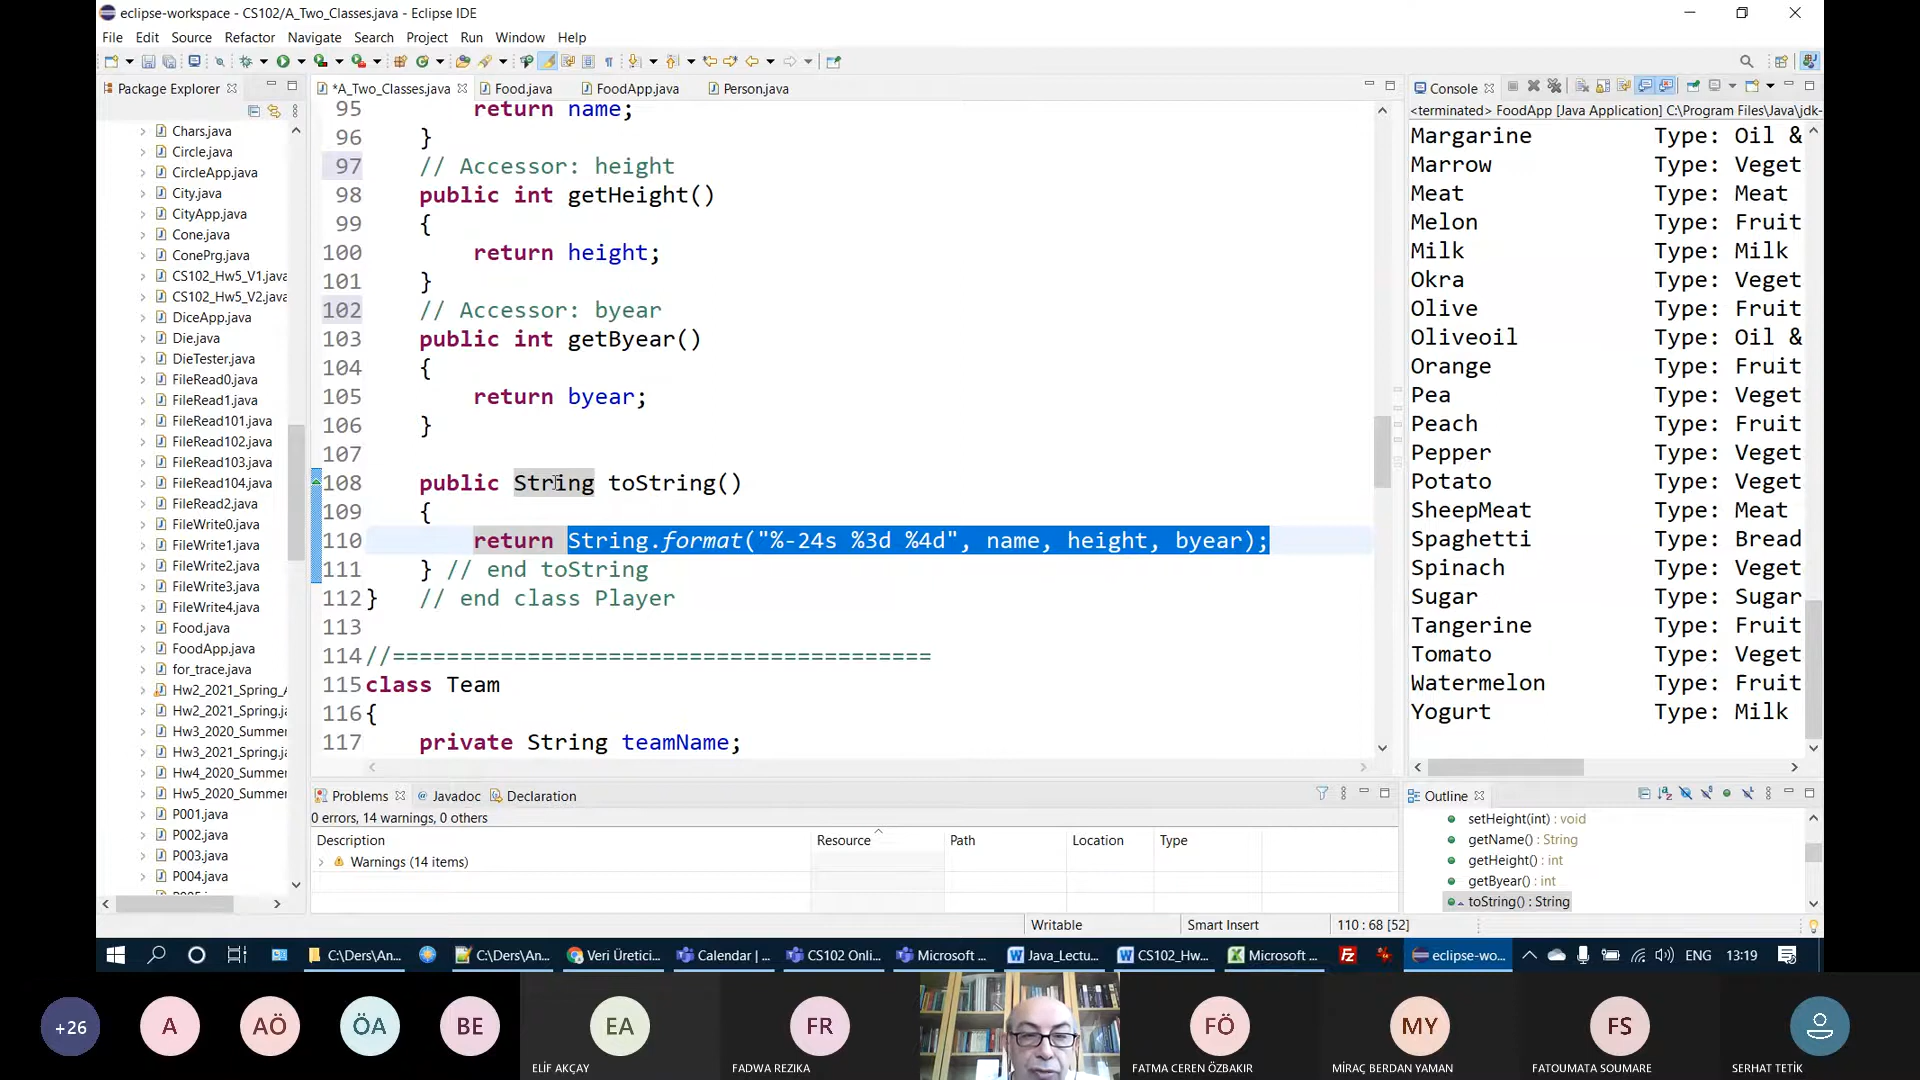 eclipse-workspace - CS102/A_Two_Classes.java - Eclipse IDE
File Edit Source Refactor Navigate Search Project Run Window Help
Package Explorer
Chars.java
Circle.java
CircleApp.java
City.java
CityApp.java
Cone.java
ConePrg.java
CS102_Hw5_V1.java
CS102_Hw5_V2.java
DiceApp.java
Die.java
DieTester.java
FileRead0.java
FileRead1.java
FileRead101.java
FileRead102.java
FileRead103.java
FileRead104.java
FileRead2.java
FileWrite0.java
FileWrite1.java
FileWrite2.java
FileWrite3.java
FileWrite4.java
Food.java
FoodApp.java
for_trace.java
Hw2_2021_Spring_A
Hw2_2021_Spring.ja
Hw3_2020_Summer
Hw3_2021_Spring.ja
Hw4_2020_Summer
Hw5_2020_Summer
P001.java
P002.java
P003.java
P004.java
*A_Two_Classes.java Food.java FoodApp.java Person.java
95 return name;
96 }
97 // Accessor: height
98 public int getHeight()
99 {
100 return height;
101 }
102 // Accessor: byear
103 public int getByear()
104 {
105 return byear;
106 }
107
108 public String toString()
109 {
110 return String.format("%-24s %3d %4d", name, height, byear);
111 } // end toString
112 } // end class Player
113
114 //========================================
115 class Team
116 {
117 private String teamName;
Console
<terminated> FoodApp [Java Application] C:\Program Files\Java\jdk-
Margarine Type: Oil &
Marrow Type: Veget
Meat Type: Meat
Melon Type: Fruit
Milk Type: Milk
Okra Type: Veget
Olive Type: Fruit
Oliveoil Type: Oil &
Orange Type: Fruit
Pea Type: Veget
Peach Type: Fruit
Pepper Type: Veget
Potato Type: Veget
SheepMeat Type: Meat
Spaghetti Type: Bread
Spinach Type: Veget
Sugar Type: Sugar
Tangerine Type: Fruit
Tomato Type: Veget
Watermelon Type: Fruit
Yogurt Type: Milk
Problems Javadoc Declaration
0 errors, 14 warnings, 0 others
Description Resource Path Location Type
Warnings (14 items)
Outline
setHeight(int) : void
getName() : String
getHeight() : int
getByear() : int
toString() : String
Writable Smart Insert 110 : 68 [52]
C:\Ders\An... C:\Ders\An... Veri Üretici... Calendar |... CS102 Onli... Microsoft ... Java_Lectu... CS102_Hw... Microsoft ... eclipse-wo... ENG 13:19
+26 A AÖ ÖA BE EA FR FÖ MY FS
ELİF AKÇAY FADWA REZIKA FATMA CEREN ÖZBAKIR MİRAÇ BERDAN YAMAN FATOUMATA SOUMARE SERHAT TETİK